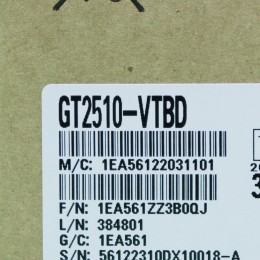 GT2510-VTBD
M/C: 1EA56122031101
F/N: 1EA561ZZ3B0QJ
L/N: 384801
G/C: 1EA561
S/N: 56122310DX10018-A